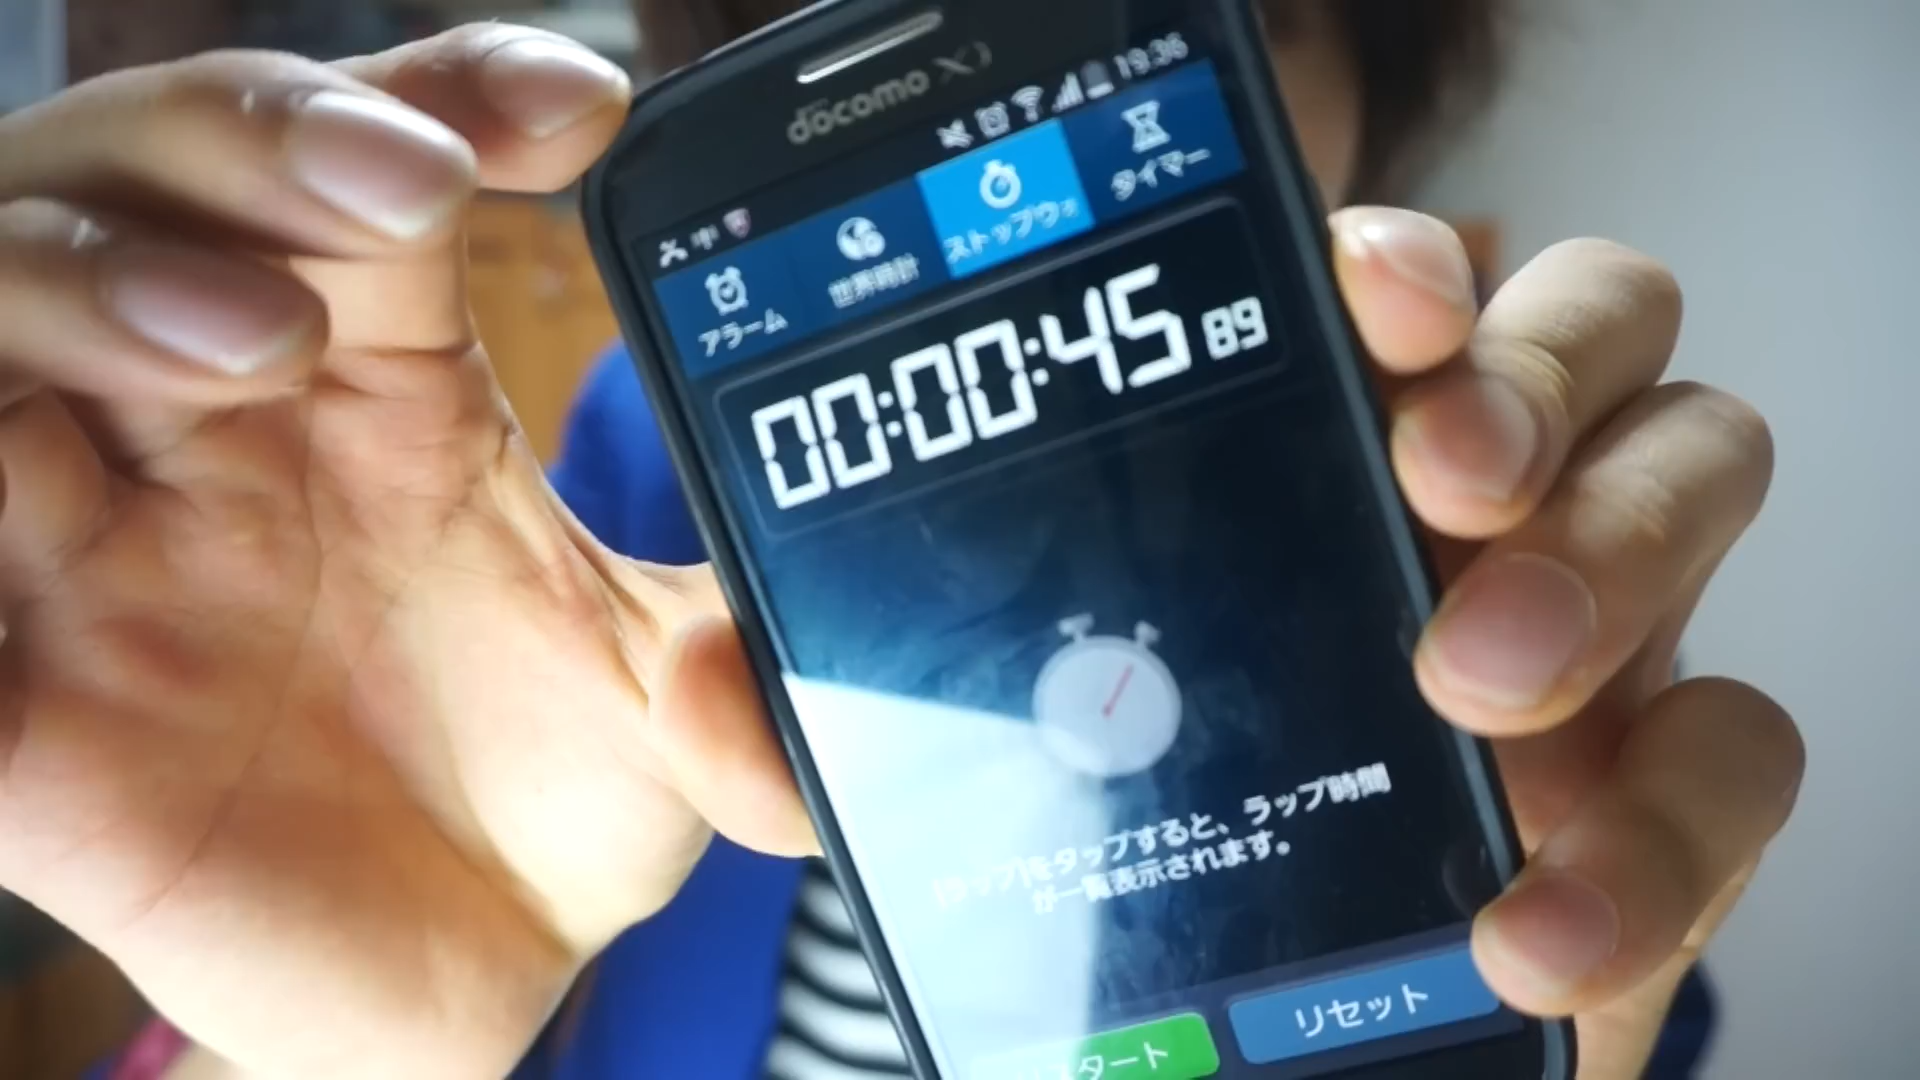 docomo Xi
19:36
アラーム
世界時計
ストップウォ
タイマー
00:00:45 89
[ラップ]をタップすると、ラップ時間
が一覧表示されます。
スタート
リセット